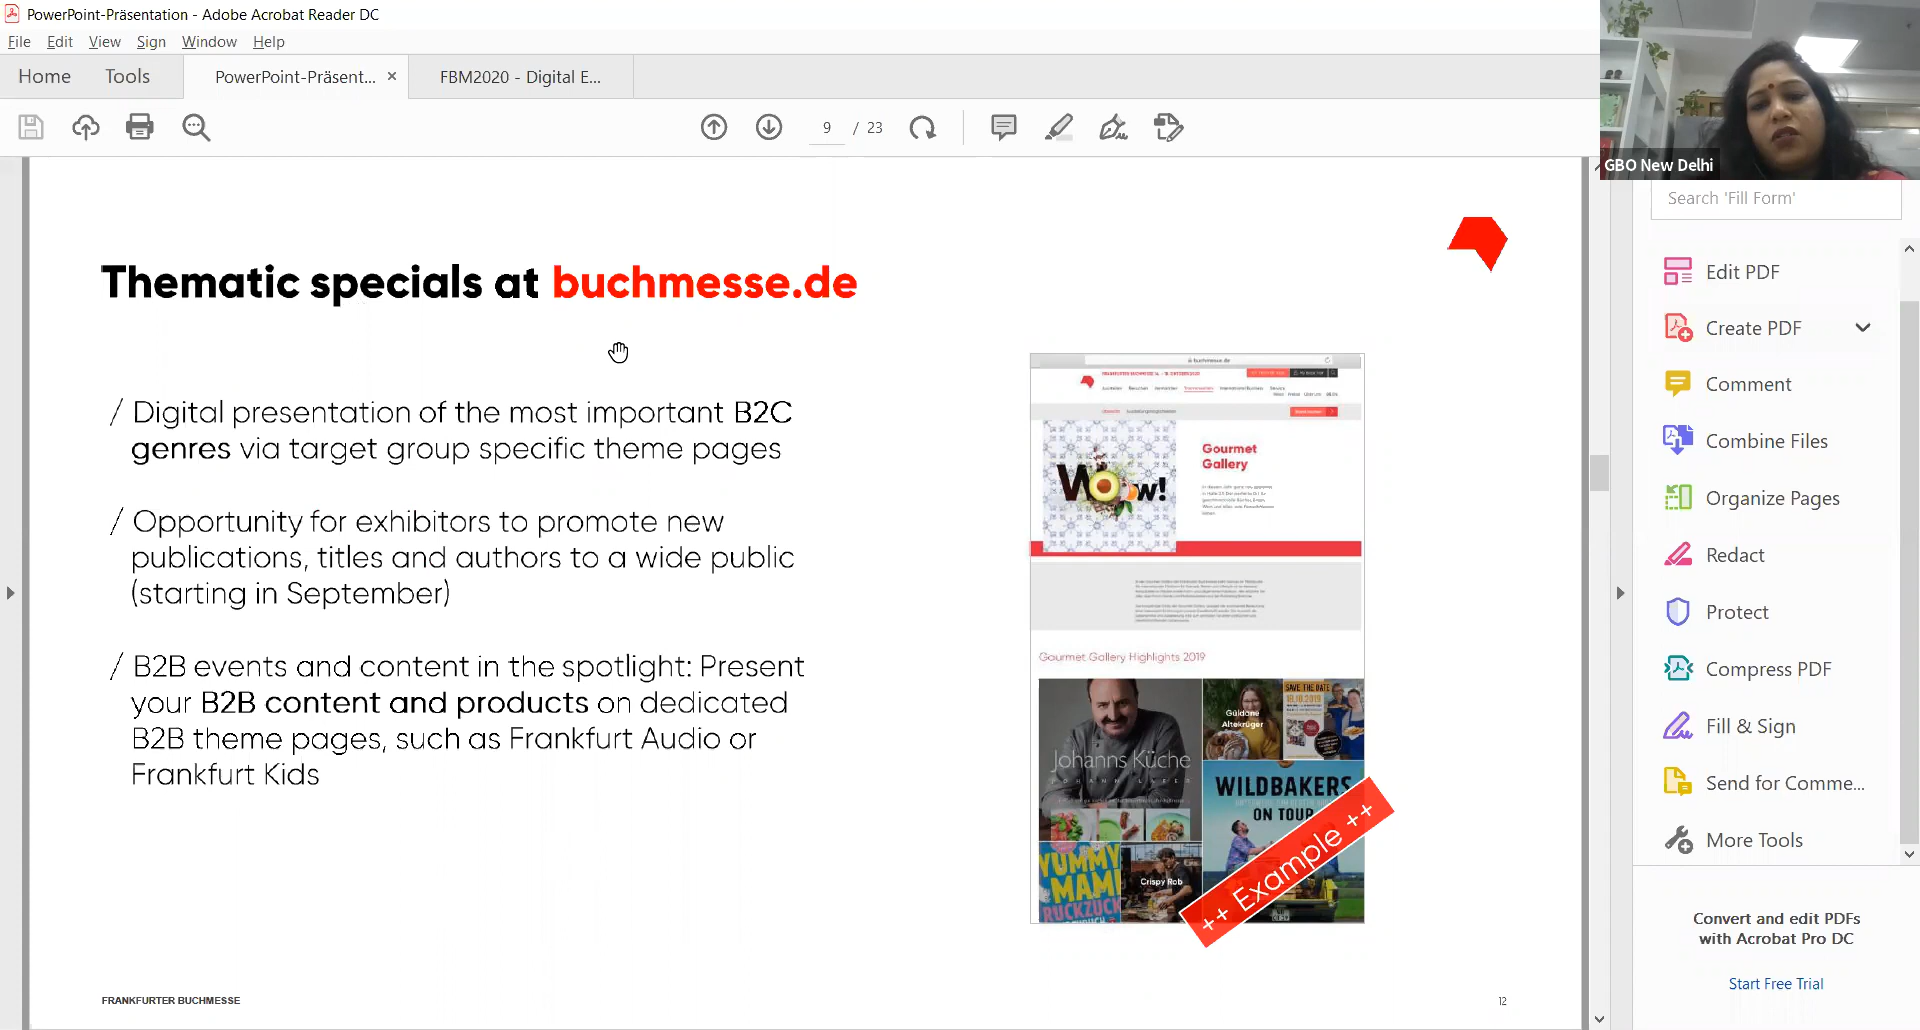 PowerPoint-Präsentation - Adobe Acrobat Reader DC
File Edit View Sign Window Help
Home Tools PowerPoint-Präsent... × FBM2020 - Digital E...
9 / 23
GBO New Delhi
Search 'Fill Form'
Thematic specials at buchmesse.de
/ Digital presentation of the most important B2C
genres via target group specific theme pages
/ Opportunity for exhibitors to promote new
publications, titles and authors to a wide public
(starting in September)
/ B2B events and content in the spotlight: Present
your B2B content and products on dedicated
B2B theme pages, such as Frankfurt Audio or
Frankfurt Kids
buchmesse.de
Gourmet
Gallery
Wow!
Gourmet Gallery Highlights 2019
Johanns Küche
Güldane
Altekrüger
SAVE THE DATE
18.10.2019
WILDBAKERS
ON TOUR
YUMMY
MAMI
RUCKZUCK
Crispy Rob
++ Example ++
FRANKFURTER BUCHMESSE
12
Edit PDF
Create PDF
Comment
Combine Files
Organize Pages
Redact
Protect
Compress PDF
Fill & Sign
Send for Comme...
More Tools
Convert and edit PDFs
with Acrobat Pro DC
Start Free Trial